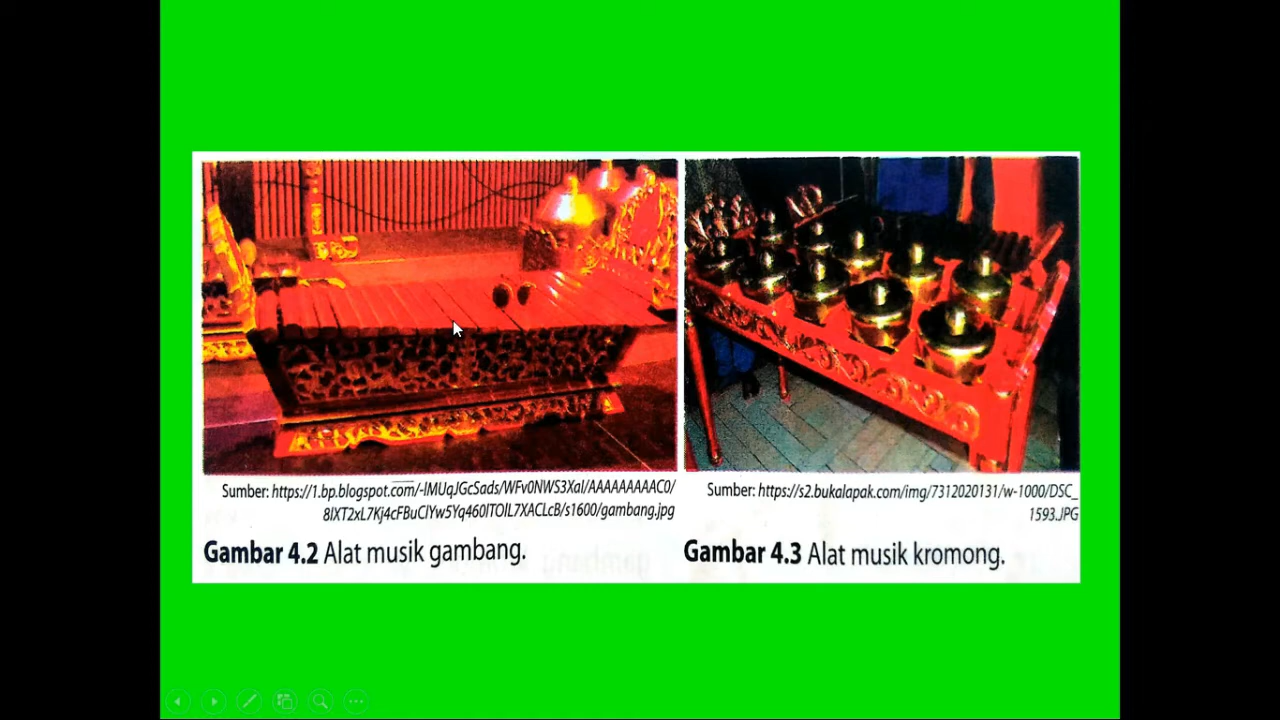 Sumber: https://1.bp.blogspot.com/-IMUqJGcSads/WFv0NWS3XaI/AAAAAAAAAC0/
8IXT2xL7Kj4cFBuClYw5Yq460ITOIL7XACLcB/s1600/gambang.jpg
Gambar 4.2 Alat musik gambang.
Sumber: https://s2.bukalapak.com/img/7312020131/w-1000/DSC_
1593.JPG
Gambar 4.3 Alat musik kromong.